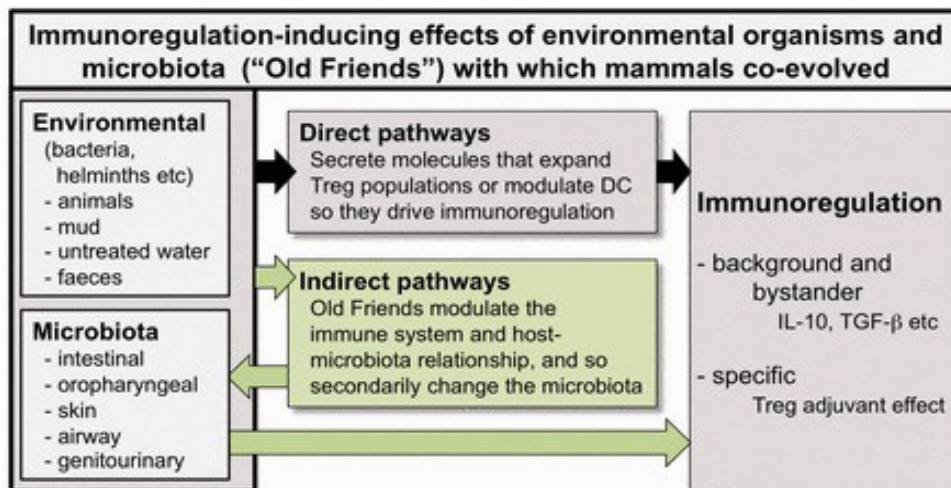 Immunoregulation-inducing effects of environmental organisms and
microbiota ("Old Friends") with which mammals co-evolved
Environmental
(bacteria,
helminths etc)
- animals
- mud
- untreated water
- faeces
Microbiota
- intestinal
- oropharyngeal
- skin
- airway
- genitourinary
Direct pathways
Secrete molecules that expand
Treg populations or modulate DC
so they drive immunoregulation
Indirect pathways
Old Friends modulate the
immune system and host-
microbiota relationship, and so
secondarily change the microbiota
Immunoregulation
- background and
bystander
IL-10, TGF-β etc
- specific
Treg adjuvant effect